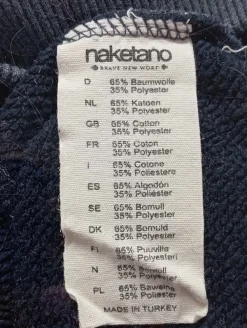 naketano
BRAVE NEW WORLD
D 65% Baumwolle
35% Polyester
NL 65% Katoen
35% Polyester
GB 65% Cotton
35% Polyester
FR 65% Coton
35% Polyester
I 65% Cotone
35% Poliestere
ES 65% Algodón
35% Poliéster
SE 65% Bomull
35% Polyester
DK 65% Bomuld
35% Polyester
FI 65% Puuvilla
35% Polyesteri
N 65% Bomull
35% Polyester
PL 65% Bawełna
35% Poliester
MADE IN TURKEY